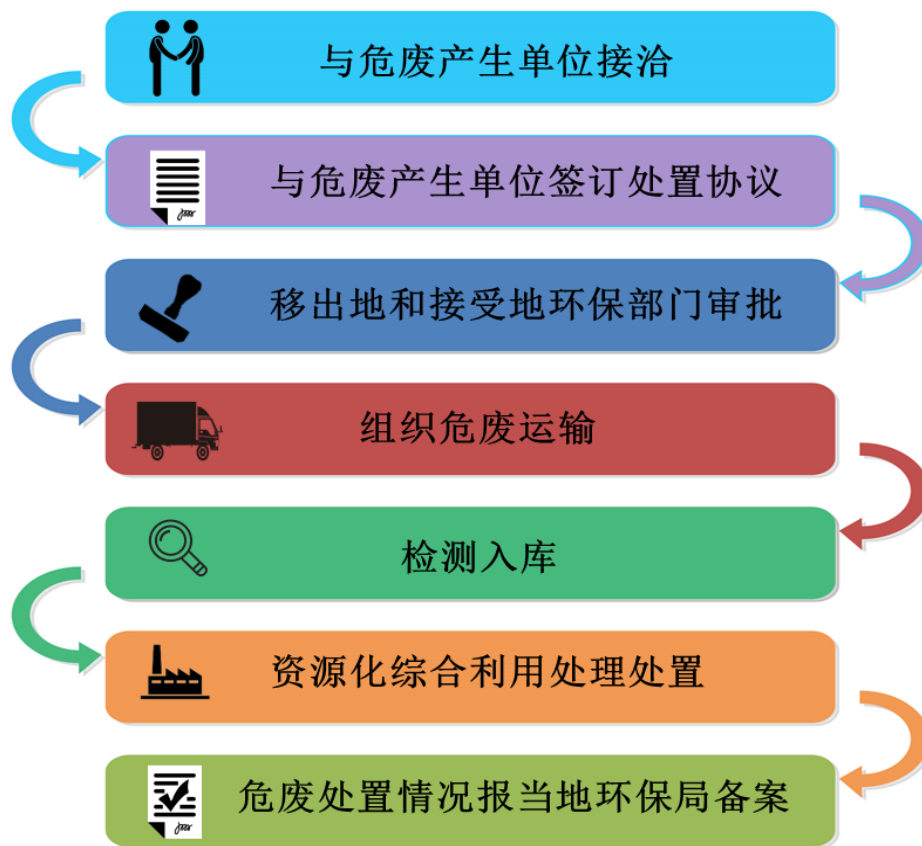 与危废产生单位接洽
与危废产生单位签订处置协议
移出地和接受地环保部门审批
组织危废运输
检测入库
资源化综合利用处理处置
危废处置情况报当地环保局备案